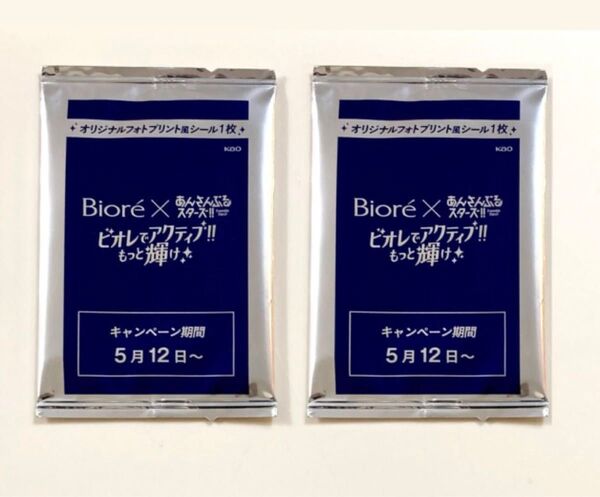 オリジナルフォトプリント風シール1枚
Kao
Bioré × あんさんぶるスターズ!!
ビオレでアクティブ!!
もっと輝け
キャンペーン期間
5月12日〜
オリジナルフォトプリント風シール1枚
Kao
Bioré × あんさんぶるスターズ!!
ビオレでアクティブ!!
もっと輝け
キャンペーン期間
5月12日〜